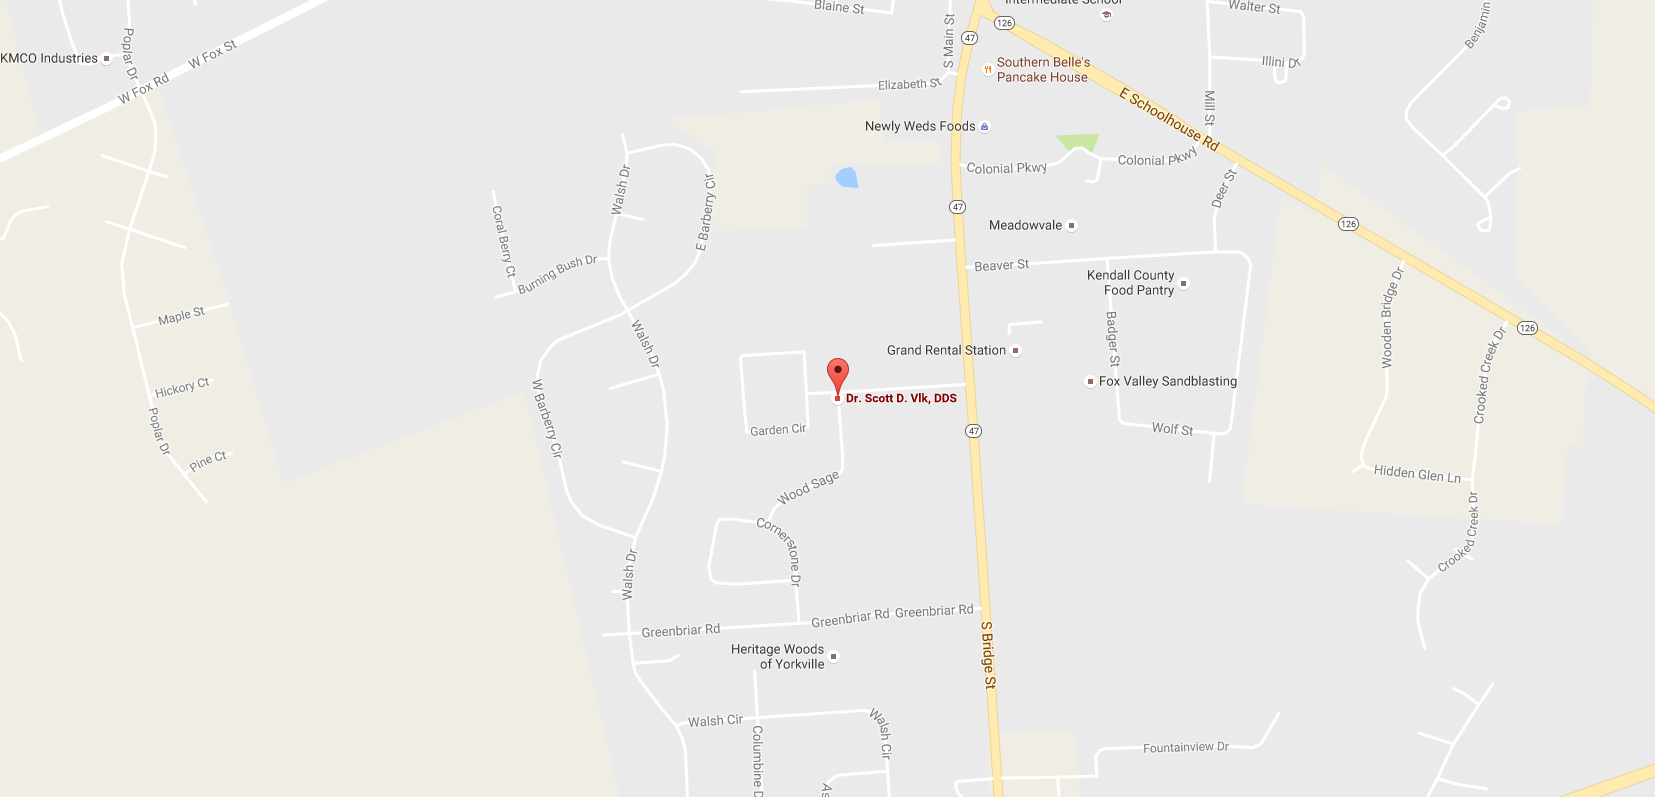 Blaine St
Intermediate School
Walter St
126
47
S Main St
Benjamin
Poplar Dr
KMCO Industries
W Fox St
W Fox Rd
Southern Belle's
Pancake House
Illini D
Elizabeth St
E Schoolhouse Rd
Mill St
Newly Weds Foods
Colonial Pkwy
Colonial Pkwy
Walsh Dr
E Barberry Cir
Deer St
47
126
Coral Berry Ct
Meadowvale
Burning Bush Dr
Beaver St
Kendall County
Food Pantry
Wooden Bridge Dr
Maple St
Walsh Dr
Badger St
126
Grand Rental Station
Crooked Creek Dr
Hickory Ct
Fox Valley Sandblasting
Dr. Scott D. Vlk, DDS
W Barberry Cir
Poplar Dr
Garden Cir
47
Wolf St
Pine Ct
Hidden Glen Ln
Wood Sage
Cornerstone Dr
Crooked Creek Dr
Walsh Dr
Greenbriar Rd
Greenbriar Rd
Greenbriar Rd
S Bridge St
Heritage Woods
of Yorkville
Walsh Cir
Walsh Cir
Columbine D
Fountainview Dr
As